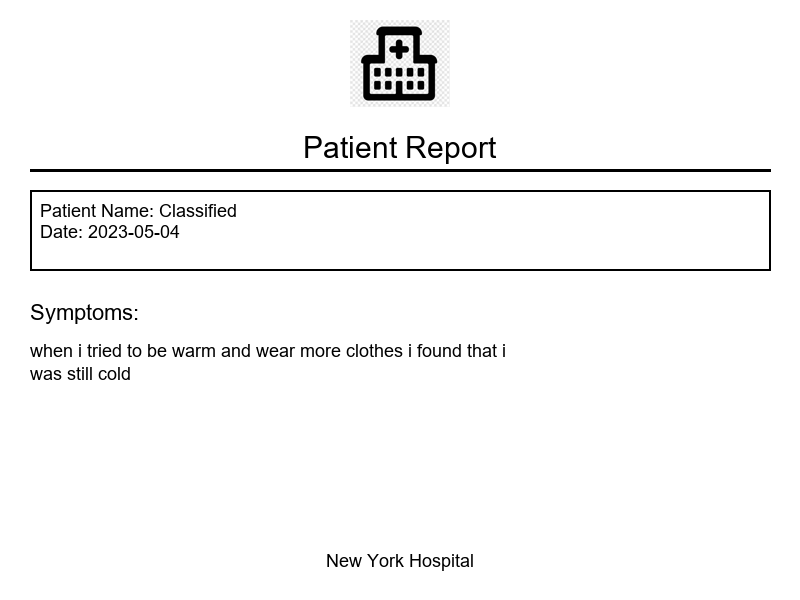 Patient Report
Patient Name: Classified
Date: 2023-05-04
Symptoms:
when i tried to be warm and wear more clothes i found that i
was still cold
New York Hospital